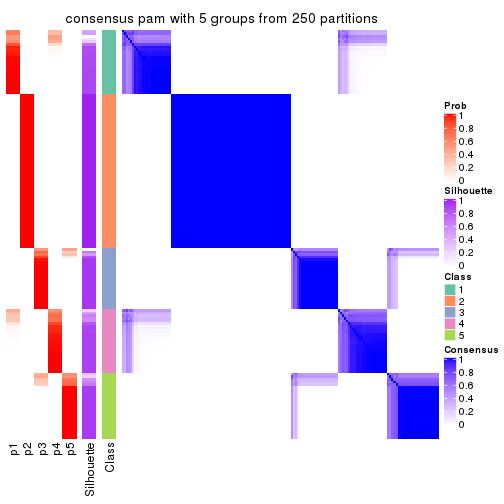 consensus pam with 5 groups from 250 partitions
Prob
1
0.8
0.6
0.4
0.2
0
Silhouette
1
0.8
0.6
0.4
0.2
0
Class
1
2
3
4
5
Consensus
1
0.8
0.6
0.4
0.2
0
p1
p2
p3
p4
p5
Silhouette
Class